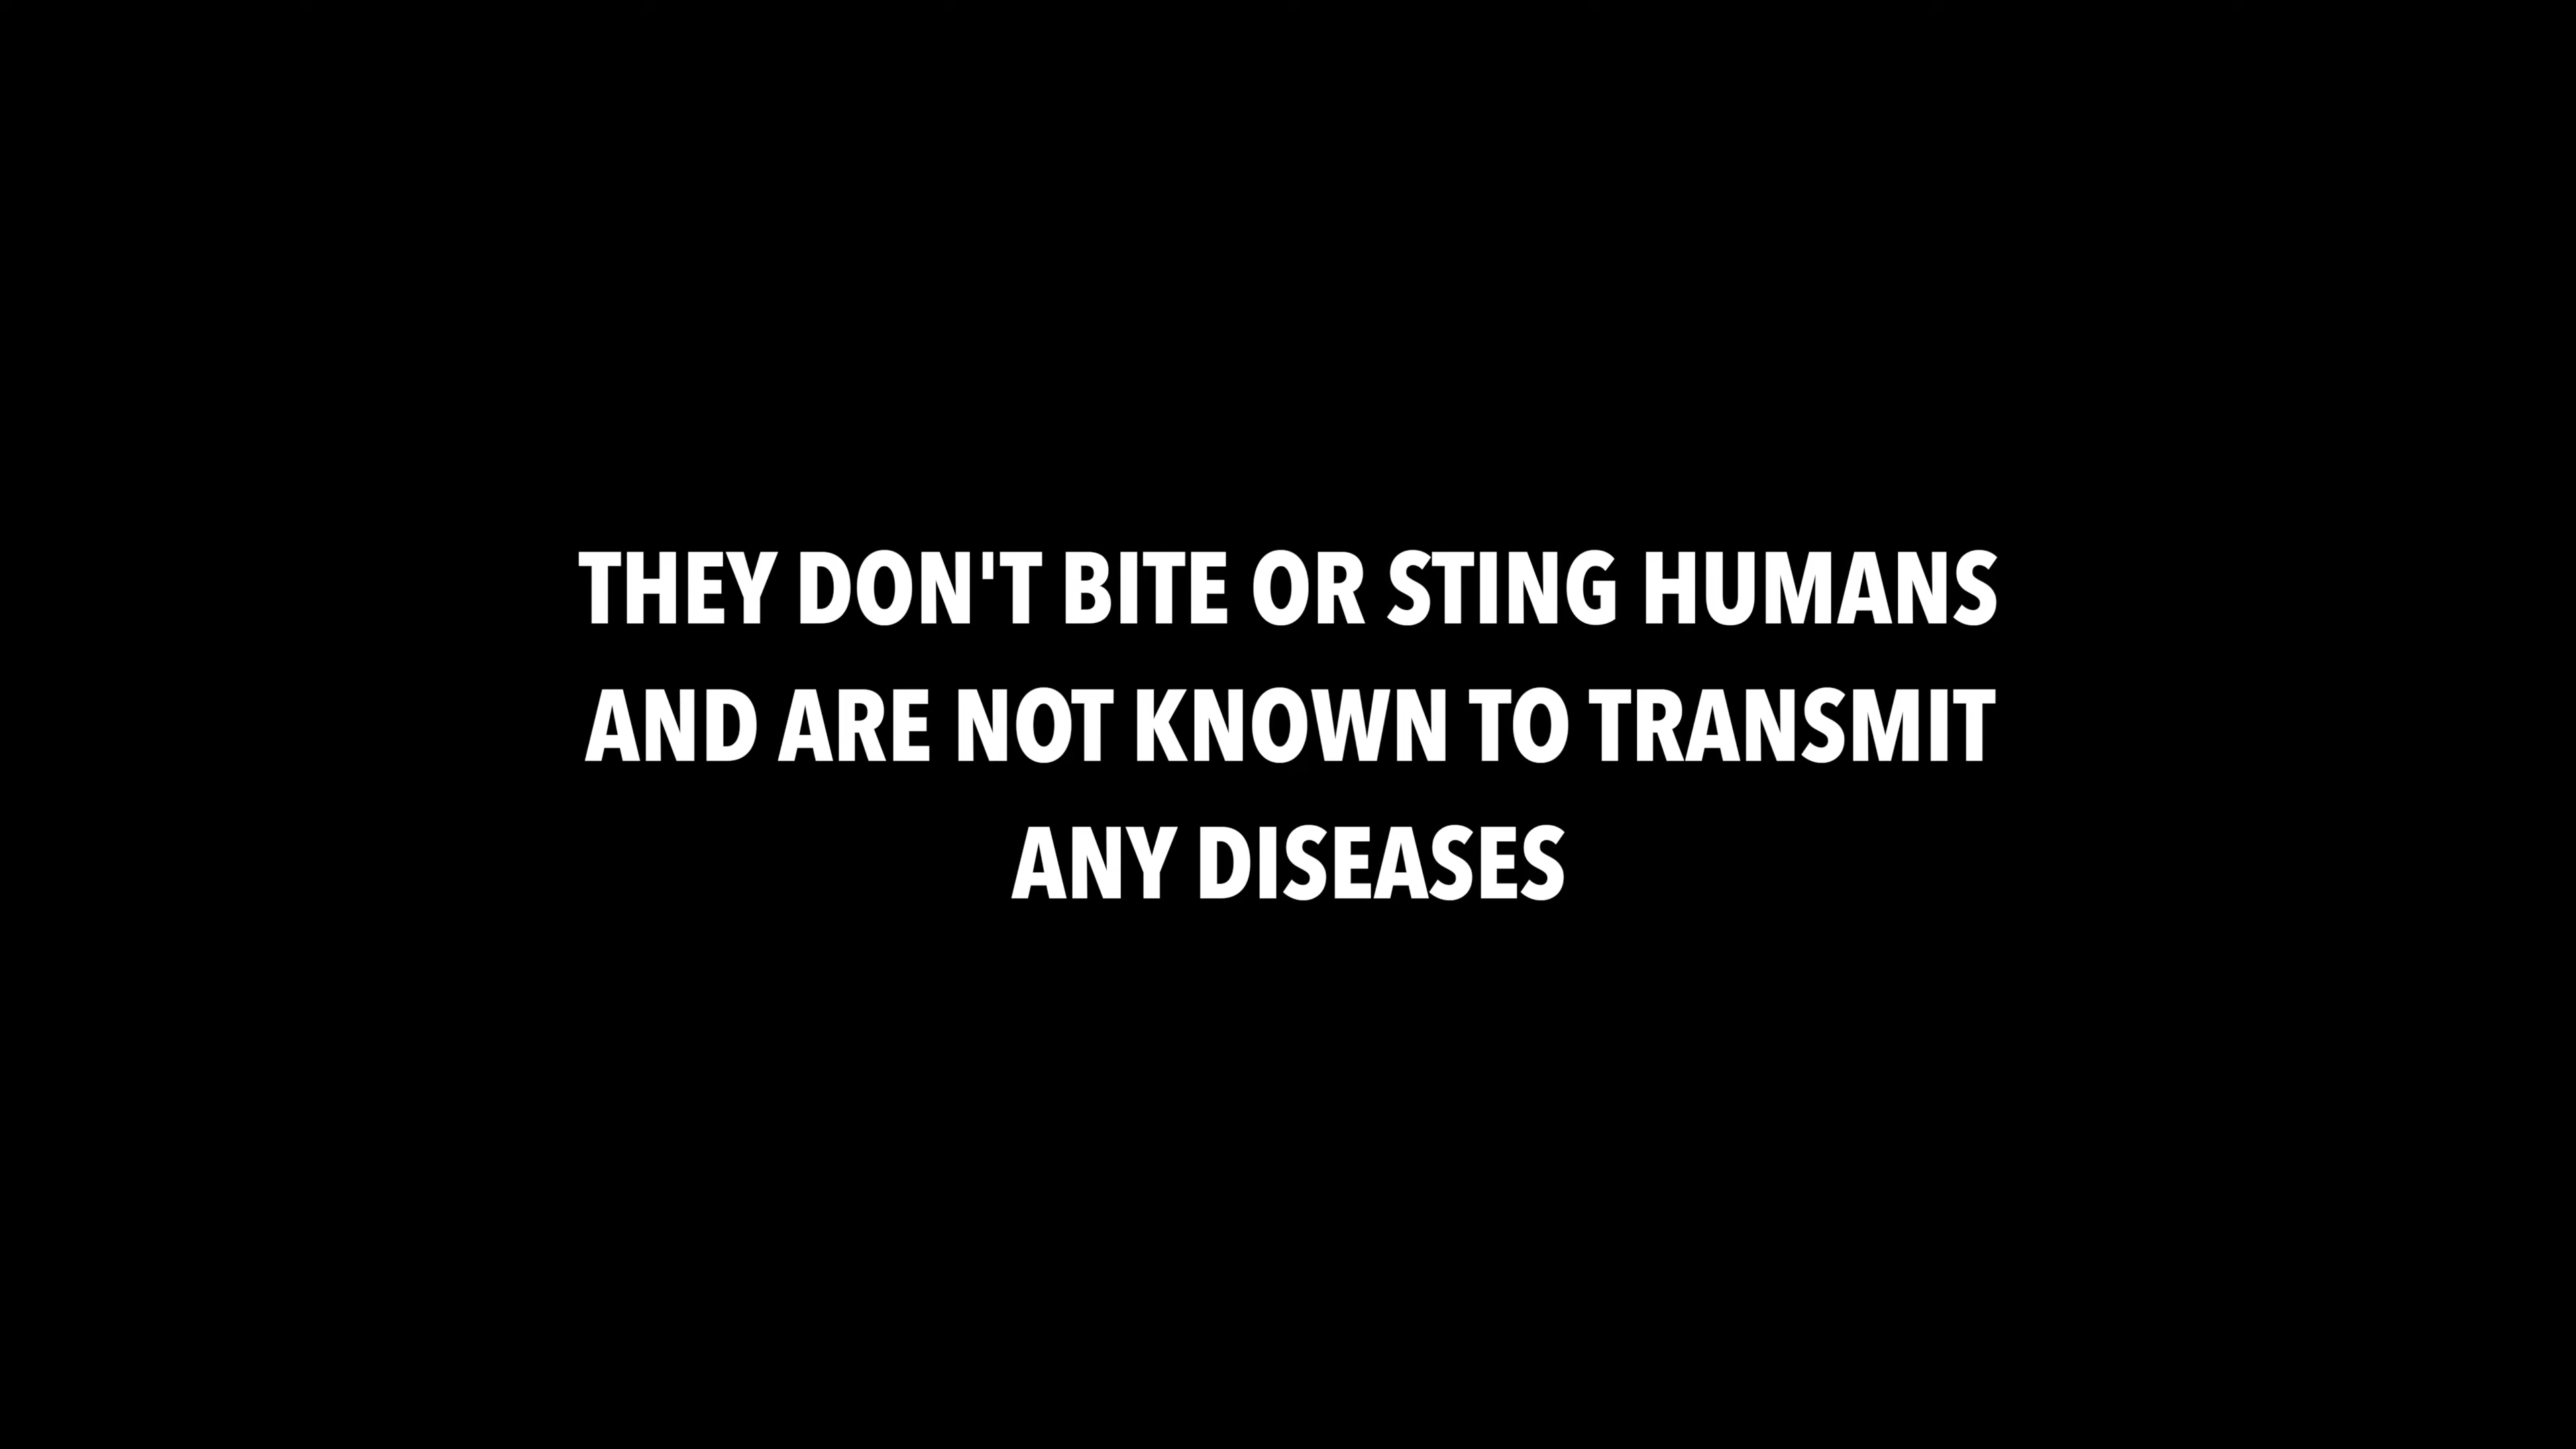 THEY DON'T BITE OR STING HUMANS
AND ARE NOT KNOWN TO TRANSMIT
ANY DISEASES